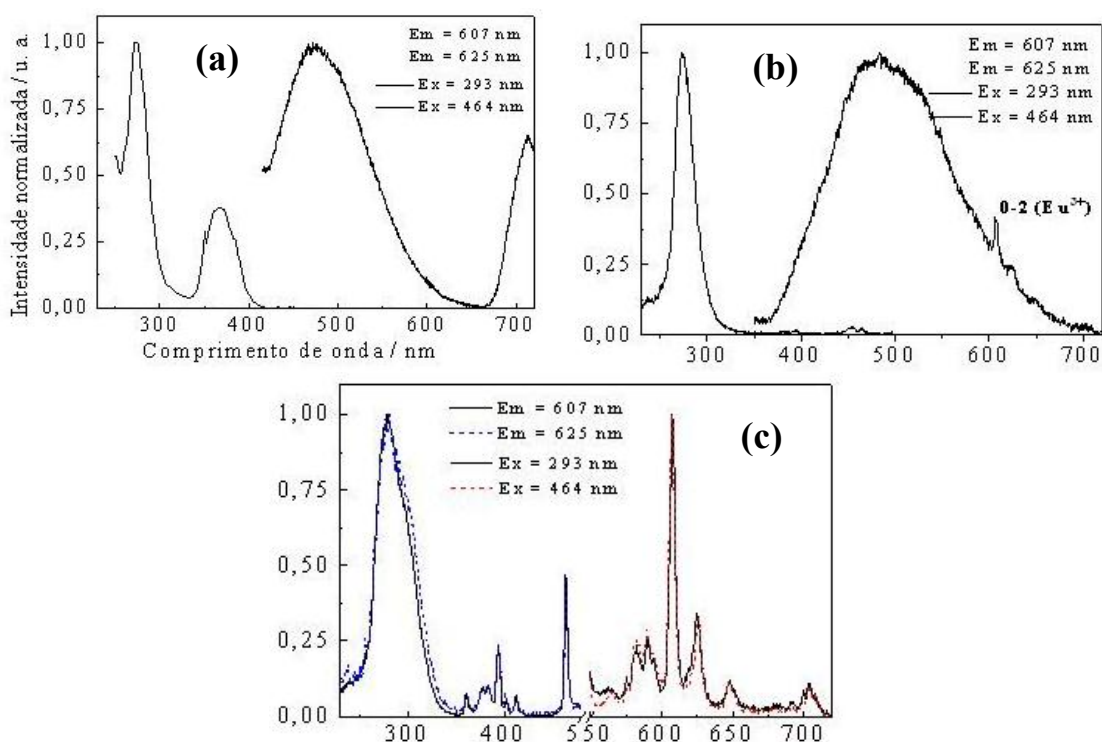 (a)
Em = 607 nm
Em = 625 nm
Ex = 293 nm
Ex = 464 nm
Intensidade normalizada / u. a.
1,00
0,75
0,50
0,25
0,00
300
400
500
600
700
Comprimento de onda / nm
(b)
Em = 607 nm
Em = 625 nm
Ex = 293 nm
Ex = 464 nm
0-2 (Eu³⁺)
1,00
0,75
0,50
0,25
0,00
300
400
500
600
700
(c)
Em = 607 nm
Em = 625 nm
Ex = 293 nm
Ex = 464 nm
1,00
0,75
0,50
0,25
0,00
300
400
550
600
650
700